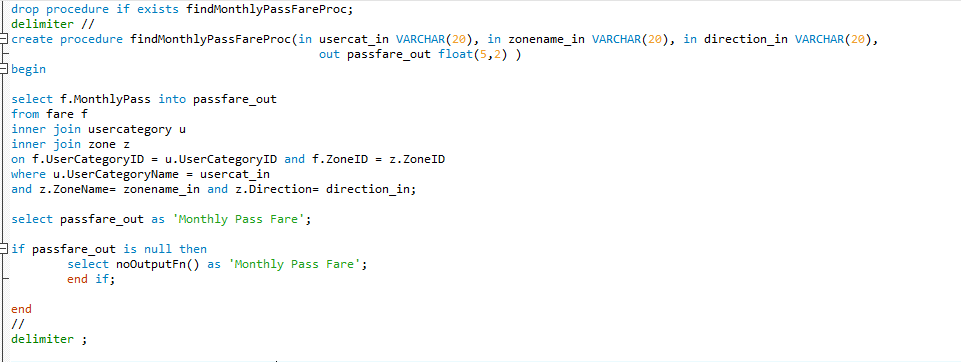 drop procedure if exists findMonthlyPassFareProc;
delimiter //
create procedure findMonthlyPassFareProc(in usercat_in VARCHAR(20), in zonename_in VARCHAR(20), in direction_in VARCHAR(20),
out passfare_out float(5,2) )
begin
select f.MonthlyPass into passfare_out
from fare f
inner join usercategory u
inner join zone z
on f.UserCategoryID = u.UserCategoryID and f.ZoneID = z.ZoneID
where u.UserCategoryName = usercat_in
and z.ZoneName= zonename_in and z.Direction= direction_in;
select passfare_out as 'Monthly Pass Fare';
if passfare_out is null then
select noOutputFn() as 'Monthly Pass Fare';
end if;
end
//
delimiter ;